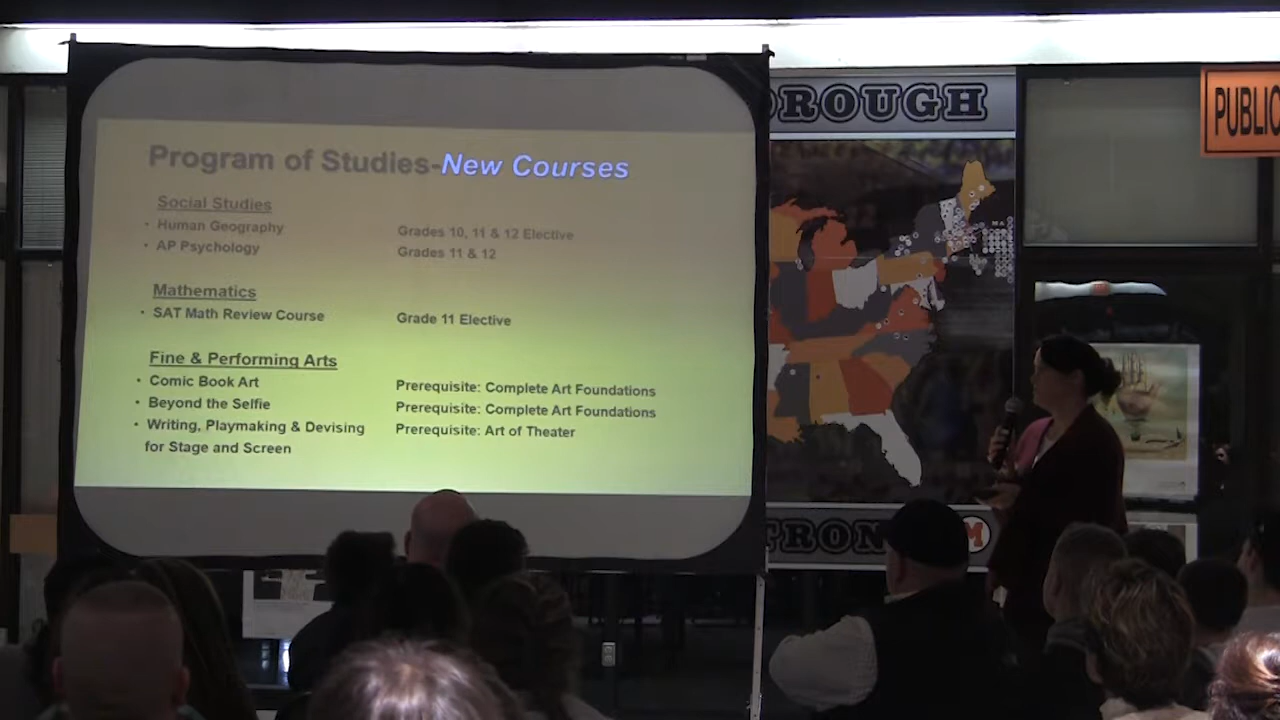 Program of Studies-New Courses
Social Studies
• Human Geography Grades 10, 11 & 12 Elective
• AP Psychology Grades 11 & 12
Mathematics
• SAT Math Review Course Grade 11 Elective
Fine & Performing Arts
• Comic Book Art Prerequisite: Complete Art Foundations
• Beyond the Selfie Prerequisite: Complete Art Foundations
• Writing, Playmaking & Devising Prerequisite: Art of Theater
for Stage and Screen
OROUGH
PUBLIC
TRON
M